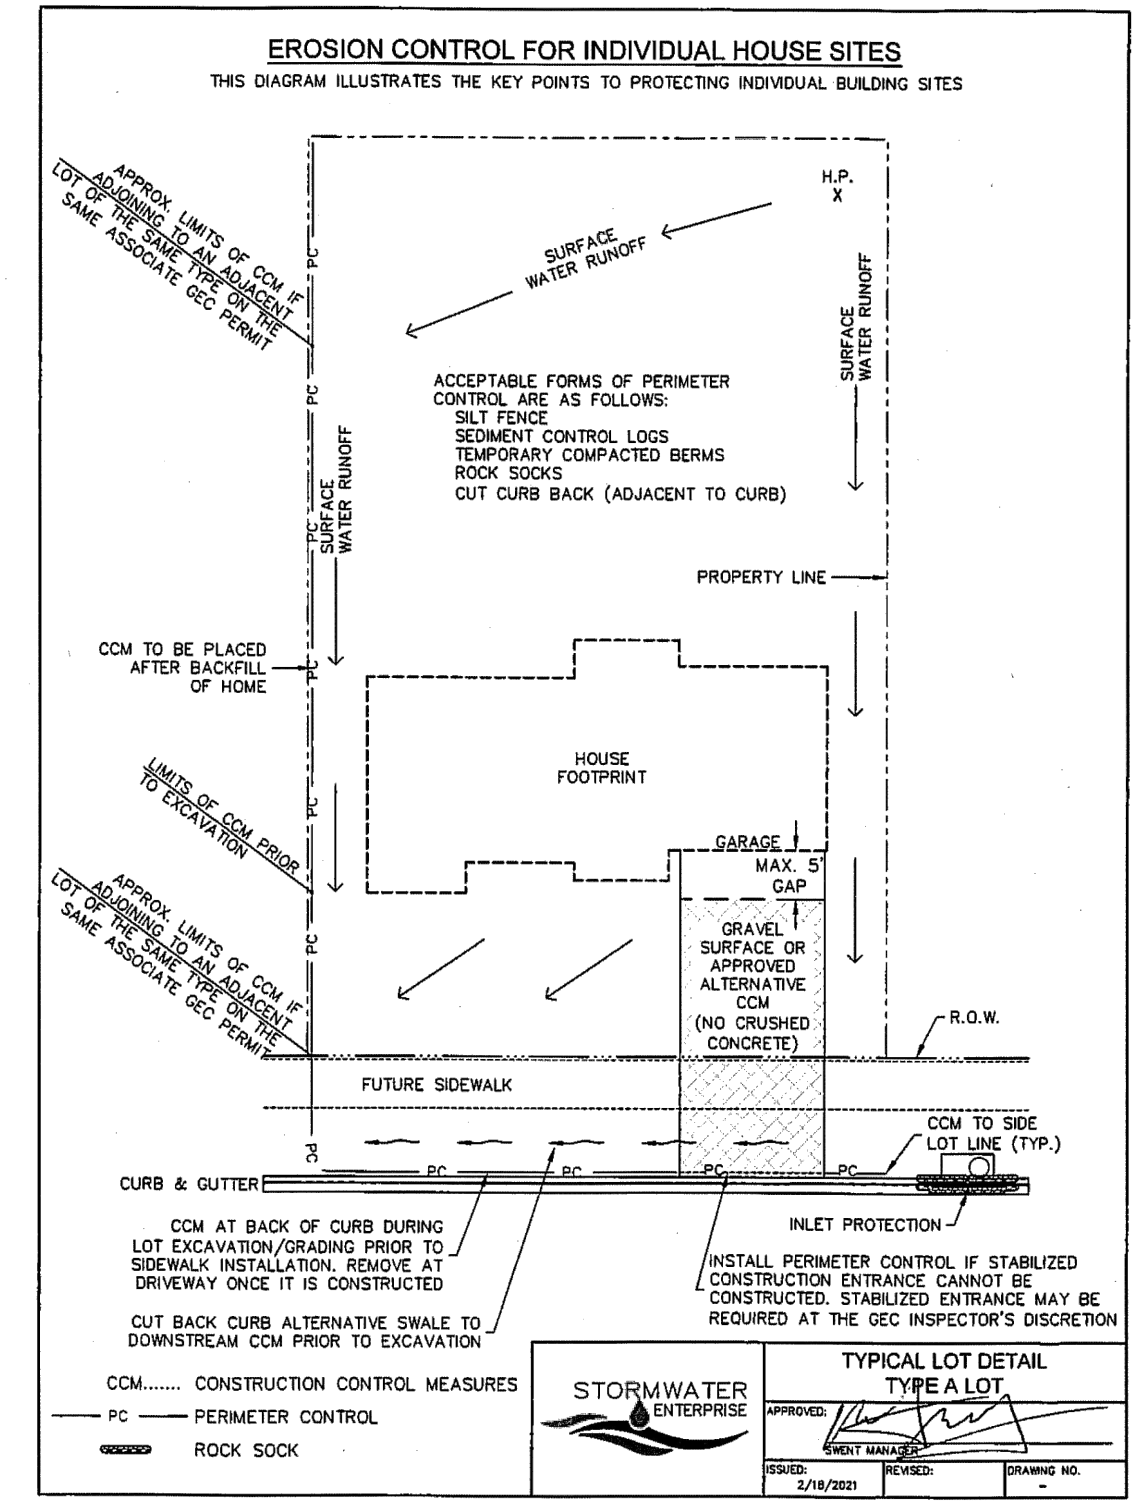 EROSION CONTROL FOR INDIVIDUAL HOUSE SITES
THIS DIAGRAM ILLUSTRATES THE KEY POINTS TO PROTECTING INDIVIDUAL BUILDING SITES
H.P.
X
APPROX. LIMITS OF CCM IF
ADJOINING TO AN ADJACENT
LOT OF THE SAME TYPE ON THE
SAME ASSOCIATE GEC PERMIT
PC
SURFACE
WATER RUNOFF
SURFACE
WATER RUNOFF
ACCEPTABLE FORMS OF PERIMETER
CONTROL ARE AS FOLLOWS:
SILT FENCE
SEDIMENT CONTROL LOGS
TEMPORARY COMPACTED BERMS
ROCK SOCKS
CUT CURB BACK (ADJACENT TO CURB)
PC
SURFACE
WATER RUNOFF
PC
PROPERTY LINE
CCM TO BE PLACED
AFTER BACKFILL
OF HOME
PC
HOUSE
FOOTPRINT
LIMITS OF CCM PRIOR
TO EXCAVATION
PC
GARAGE
MAX. 5'
GAP
APPROX. LIMITS OF CCM IF
ADJOINING TO AN ADJACENT
LOT OF THE SAME TYPE ON THE
SAME ASSOCIATE GEC PERMIT
PC
GRAVEL
SURFACE OR
APPROVED
ALTERNATIVE
CCM
(NO CRUSHED
CONCRETE)
R.O.W.
FUTURE SIDEWALK
CCM TO SIDE
LOT LINE (TYP.)
PC
PC
PC
PC
PC
CURB & GUTTER
INLET PROTECTION
CCM AT BACK OF CURB DURING
LOT EXCAVATION/GRADING PRIOR TO
SIDEWALK INSTALLATION. REMOVE AT
DRIVEWAY ONCE IT IS CONSTRUCTED
INSTALL PERIMETER CONTROL IF STABILIZED
CONSTRUCTION ENTRANCE CANNOT BE
CONSTRUCTED. STABILIZED ENTRANCE MAY BE
REQUIRED AT THE GEC INSPECTOR'S DISCRETION
CUT BACK CURB ALTERNATIVE SWALE TO
DOWNSTREAM CCM PRIOR TO EXCAVATION
CCM....... CONSTRUCTION CONTROL MEASURES
PC PERIMETER CONTROL
ROCK SOCK
STORMWATER
ENTERPRISE
TYPICAL LOT DETAIL
TYPE A LOT
APPROVED:
SWENT MANAGER
ISSUED:
2/18/2021
REVISED:
DRAWING NO.
-